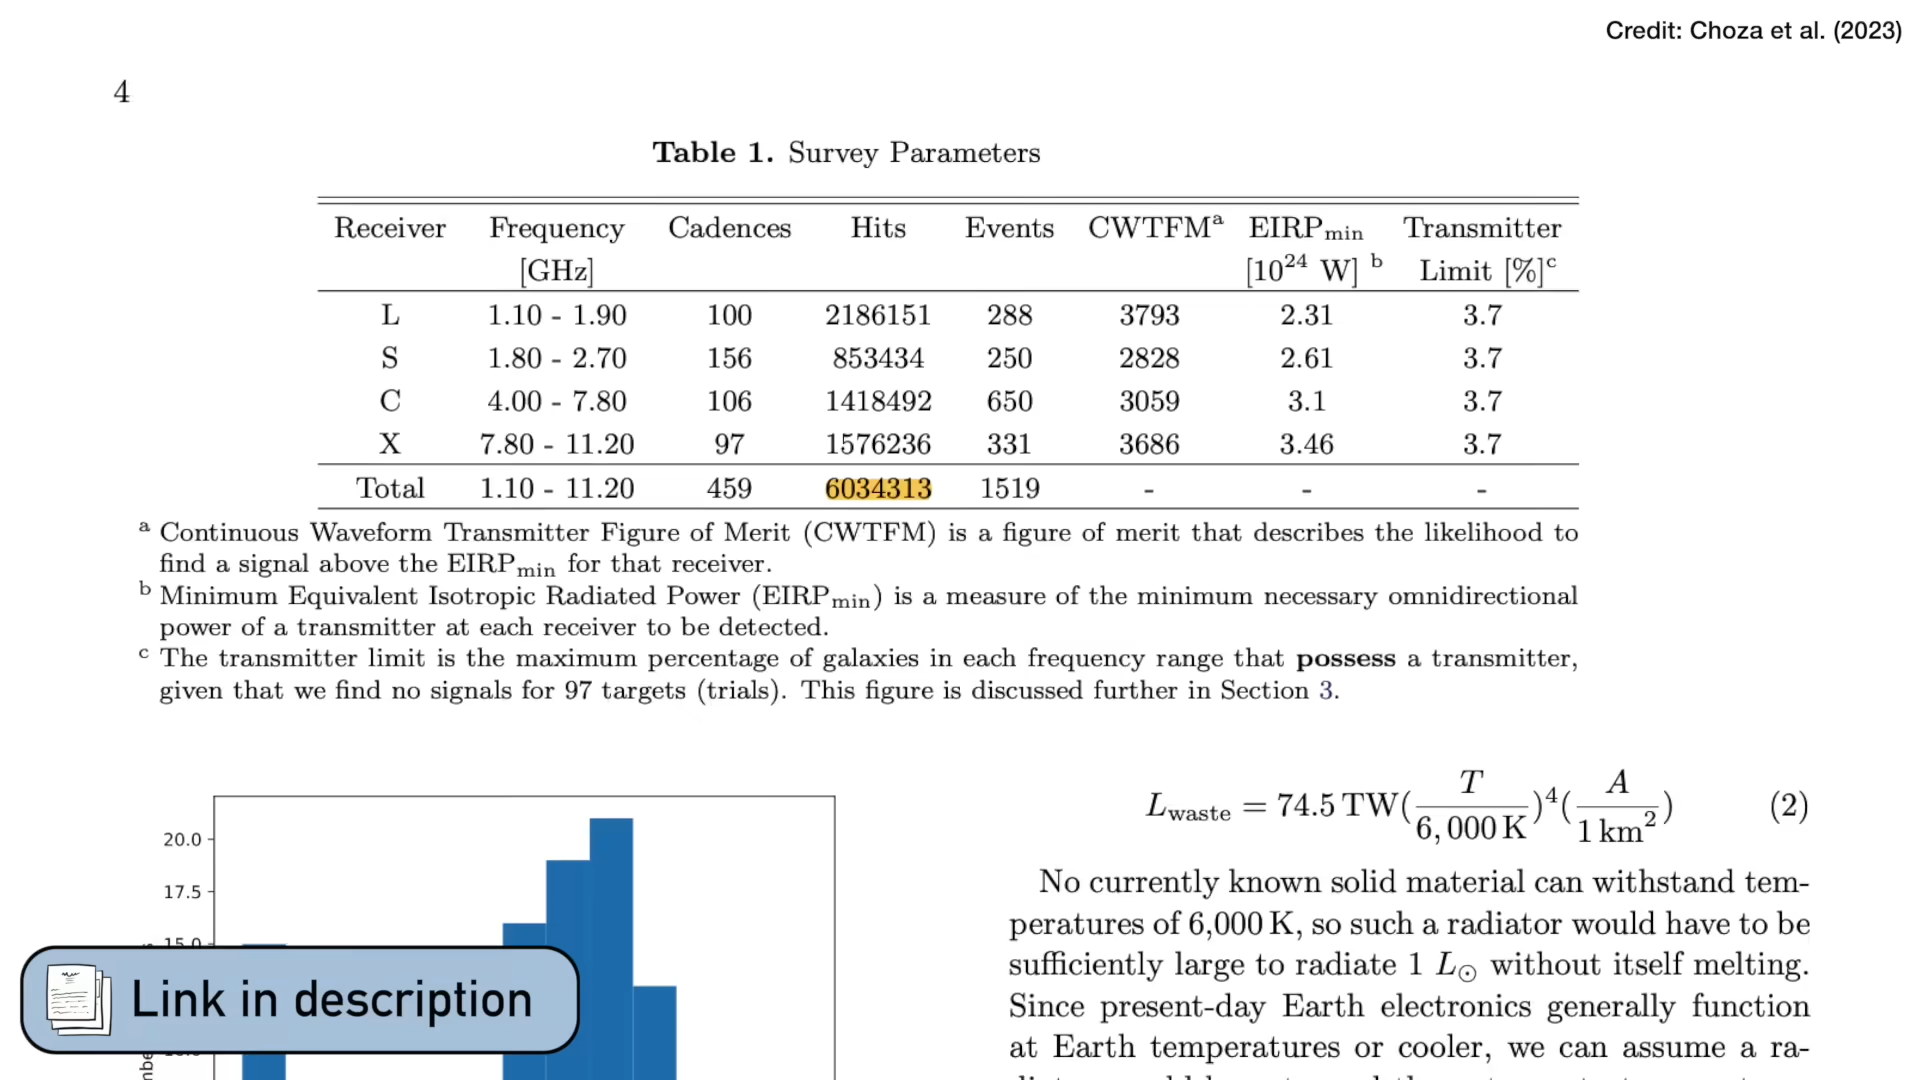 Credit: Choza et al. (2023)
4
Table 1. Survey Parameters
Receiver Frequency Cadences Hits Events CWTFMᵃ EIRPmin Transmitter
[GHz] [10²⁴ W] ᵇ Limit [%]ᶜ
L 1.10 - 1.90 100 2186151 288 3793 2.31 3.7
S 1.80 - 2.70 156 853434 250 2828 2.61 3.7
C 4.00 - 7.80 106 1418492 650 3059 3.1 3.7
X 7.80 - 11.20 97 1576236 331 3686 3.46 3.7
Total 1.10 - 11.20 459 6034313 1519 - - -
ᵃ Continuous Waveform Transmitter Figure of Merit (CWTFM) is a figure of merit that describes the likelihood to
find a signal above the EIRPmin for that receiver.
ᵇ Minimum Equivalent Isotropic Radiated Power (EIRPmin) is a measure of the minimum necessary omnidirectional
power of a transmitter at each receiver to be detected.
ᶜ The transmitter limit is the maximum percentage of galaxies in each frequency range that possess a transmitter,
given that we find no signals for 97 targets (trials). This figure is discussed further in Section 3.
20.0
17.5
15.0
Link in description
Lwaste = 74.5 TW(T/6,000 K)⁴(A/1 km²) (2)
No currently known solid material can withstand tem-
peratures of 6,000 K, so such a radiator would have to be
sufficiently large to radiate 1 L⊙ without itself melting.
Since present-day Earth electronics generally function
at Earth temperatures or cooler, we can assume a ra-